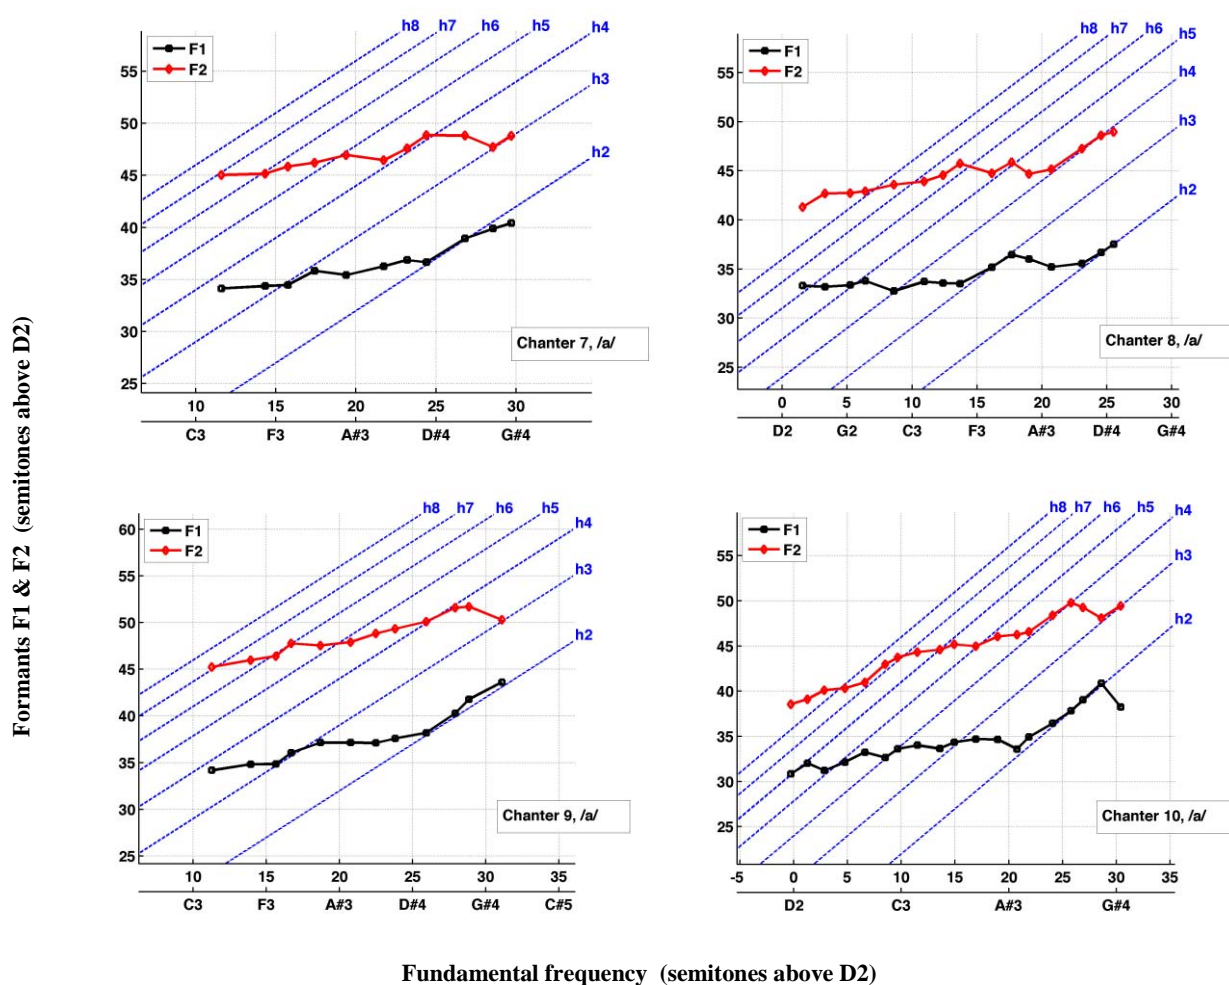 Formants F1 & F2 (semitones above D2)
h8 h7 h6 h5 h4
h3
h2
F1
F2
55
50
45
40
35
30
25
Chanter 7, /a/
10 15 20 25 30
C3 F3 A#3 D#4 G#4
h8 h7 h6 h5
h4
h3
h2
F1
F2
55
50
45
40
35
30
25
Chanter 8, /a/
0 5 10 15 20 25 30
D2 G2 C3 F3 A#3 D#4 G#4
h8 h7 h6 h5 h4
h3
h2
F1
F2
60
55
50
45
40
35
30
25
Chanter 9, /a/
10 15 20 25 30 35
C3 F3 A#3 D#4 G#4 C#5
h8 h7 h6 h5 h4
h3
h2
F1
F2
55
50
45
40
35
30
25
Chanter 10, /a/
-5 0 5 10 15 20 25 30 35
D2 C3 A#3 G#4
Fundamental frequency (semitones above D2)